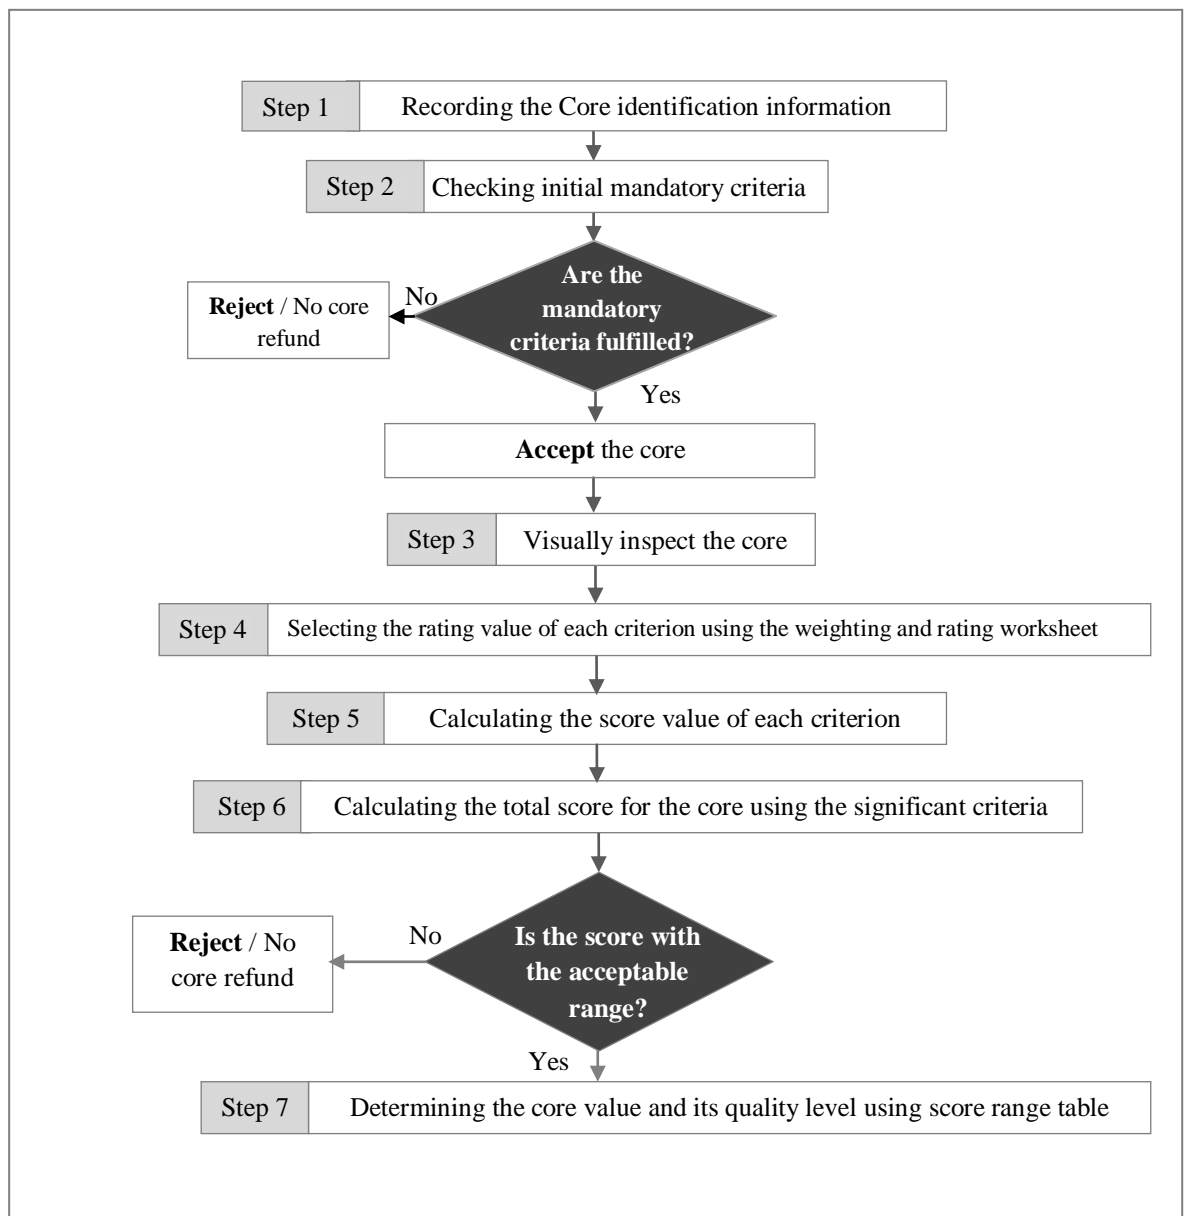 Step 1 Recording the Core identification information
Step 2 Checking initial mandatory criteria
Are the
mandatory
criteria fulfilled?
No
Reject / No core
refund
Yes
Accept the core
Step 3 Visually inspect the core
Step 4 Selecting the rating value of each criterion using the weighting and rating worksheet
Step 5 Calculating the score value of each criterion
Step 6 Calculating the total score for the core using the significant criteria
Is the score with
the acceptable
range?
No
Reject / No
core refund
Yes
Step 7 Determining the core value and its quality level using score range table